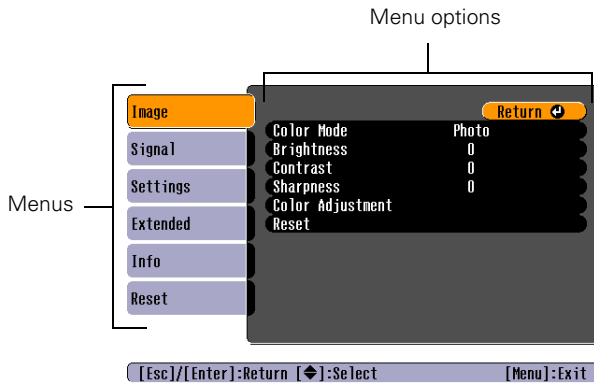 Menu options
Menus
Image
Signal
Settings
Extended
Info
Reset
Return
Color Mode Photo
Brightness 0
Contrast 0
Sharpness 0
Color Adjustment
Reset
[Esc]/[Enter]:Return [◆]:Select [Menu]:Exit